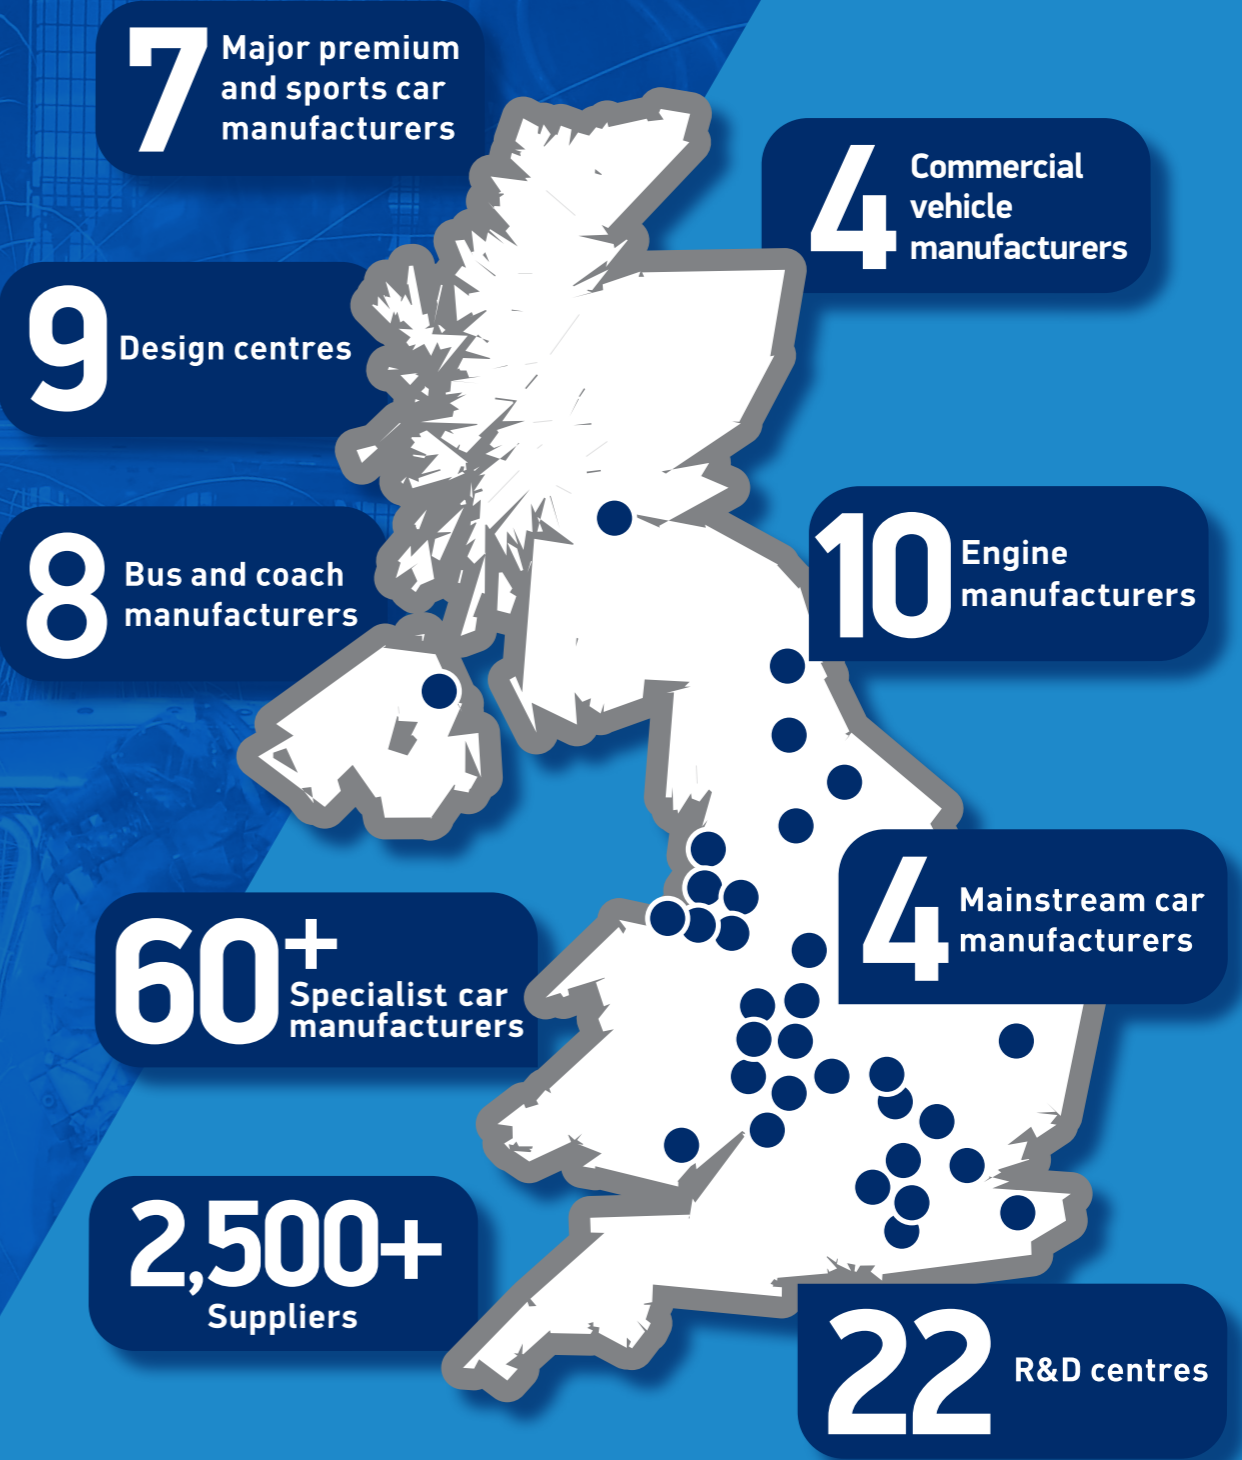 7
Major premium
and sports car
manufacturers
4
Commercial
vehicle
manufacturers
9
Design centres
8
Bus and coach
manufacturers
10
Engine
manufacturers
4
Mainstream car
manufacturers
60+
Specialist car
manufacturers
2,500+
Suppliers
22
R&D centres